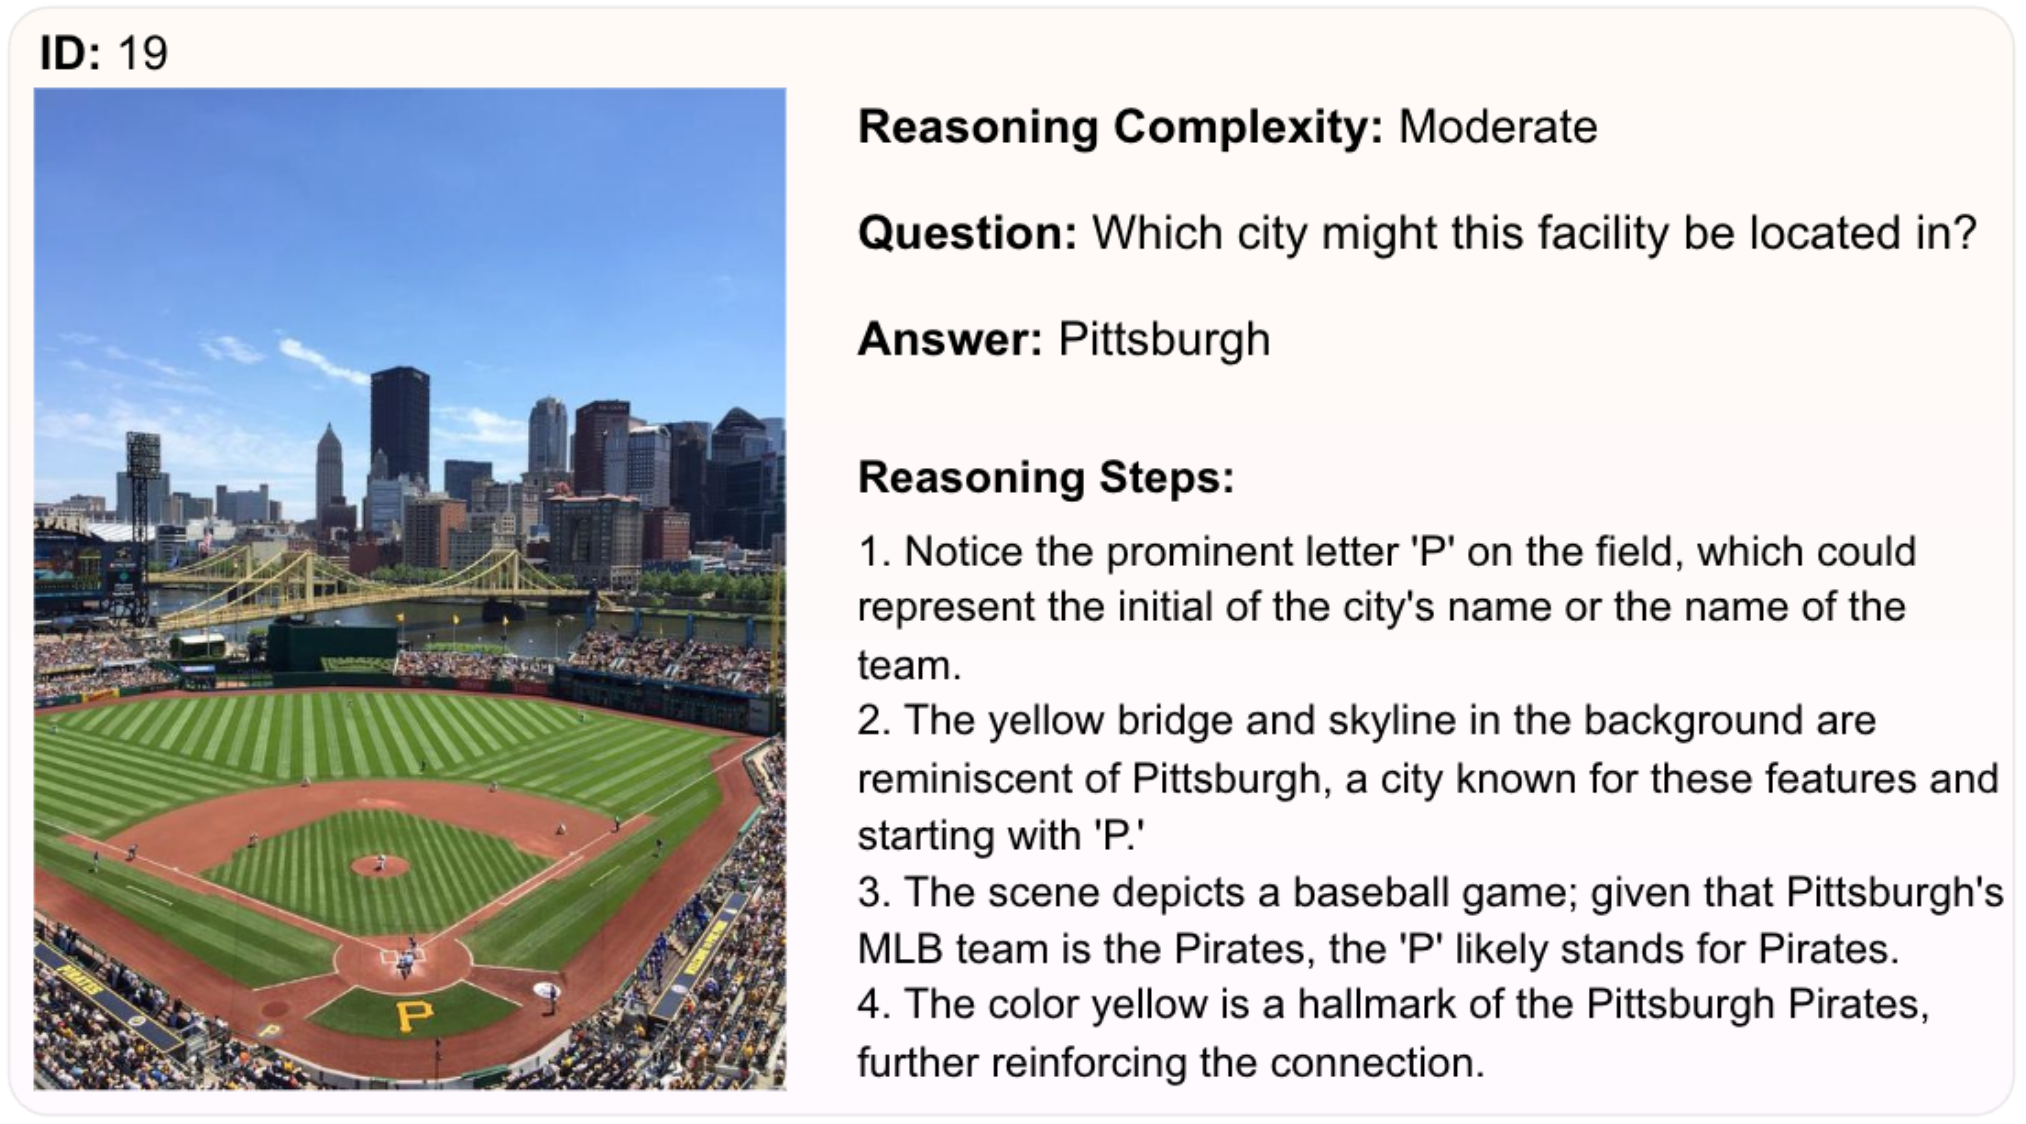 ID: 19
Reasoning Complexity: Moderate
Question: Which city might this facility be located in?
Answer: Pittsburgh
Reasoning Steps:
1. Notice the prominent letter 'P' on the field, which could
represent the initial of the city's name or the name of the
team.
2. The yellow bridge and skyline in the background are
reminiscent of Pittsburgh, a city known for these features and
starting with 'P.'
3. The scene depicts a baseball game; given that Pittsburgh's
MLB team is the Pirates, the 'P' likely stands for Pirates.
4. The color yellow is a hallmark of the Pittsburgh Pirates,
further reinforcing the connection.
PIRATES
P
P